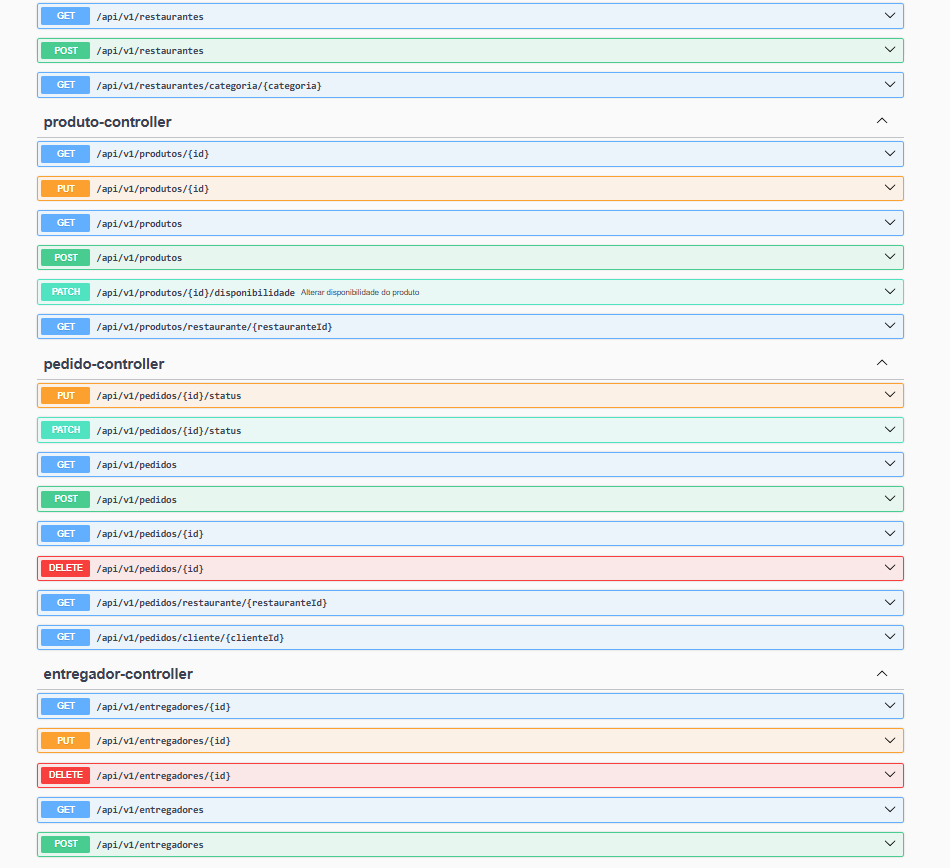 GET /api/v1/restaurantes
POST /api/v1/restaurantes
GET /api/v1/restaurantes/categoria/{categoria}
produto-controller
GET /api/v1/produtos/{id}
PUT /api/v1/produtos/{id}
GET /api/v1/produtos
POST /api/v1/produtos
PATCH /api/v1/produtos/{id}/disponibilidade Alterar disponibilidade do produto
GET /api/v1/produtos/restaurante/{restauranteId}
pedido-controller
PUT /api/v1/pedidos/{id}/status
PATCH /api/v1/pedidos/{id}/status
GET /api/v1/pedidos
POST /api/v1/pedidos
GET /api/v1/pedidos/{id}
DELETE /api/v1/pedidos/{id}
GET /api/v1/pedidos/restaurante/{restauranteId}
GET /api/v1/pedidos/cliente/{clienteId}
entregador-controller
GET /api/v1/entregadores/{id}
PUT /api/v1/entregadores/{id}
DELETE /api/v1/entregadores/{id}
GET /api/v1/entregadores
POST /api/v1/entregadores